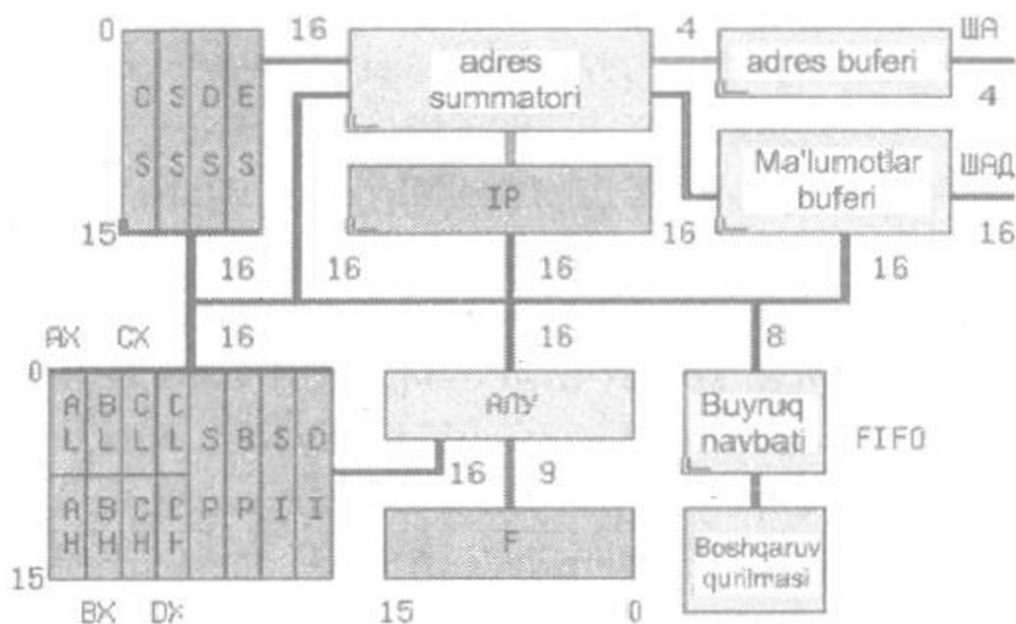 0
16
4
ША
C S D E
S S S S
adres
summatori
adres buferi
4
IP
Ma'lumotlar
buferi
ШАД
15
16
16
16
16
16
16
AX CX
16
16
8
0
A B C D
L L L L
S B S D
АЛУ
Buyruq
navbati
FIFO
16
9
A B C D
H H H H
P P I I
F
Boshqaruv
qurilmasi
15
BX DX
15
0